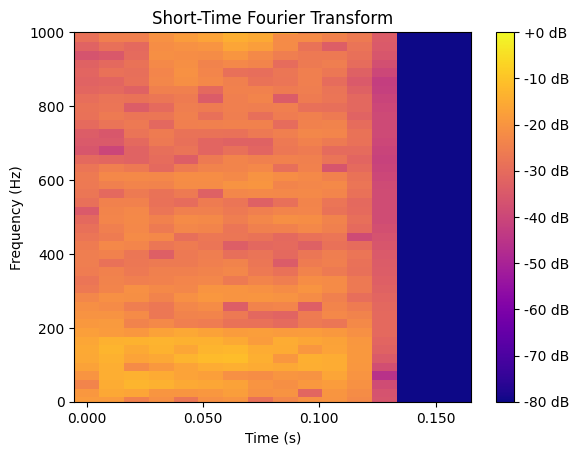 Short-Time Fourier Transform
1000
800
600
400
200
0
Frequency (Hz)
0.000
0.050
0.100
0.150
Time (s)
+0 dB
-10 dB
-20 dB
-30 dB
-40 dB
-50 dB
-60 dB
-70 dB
-80 dB